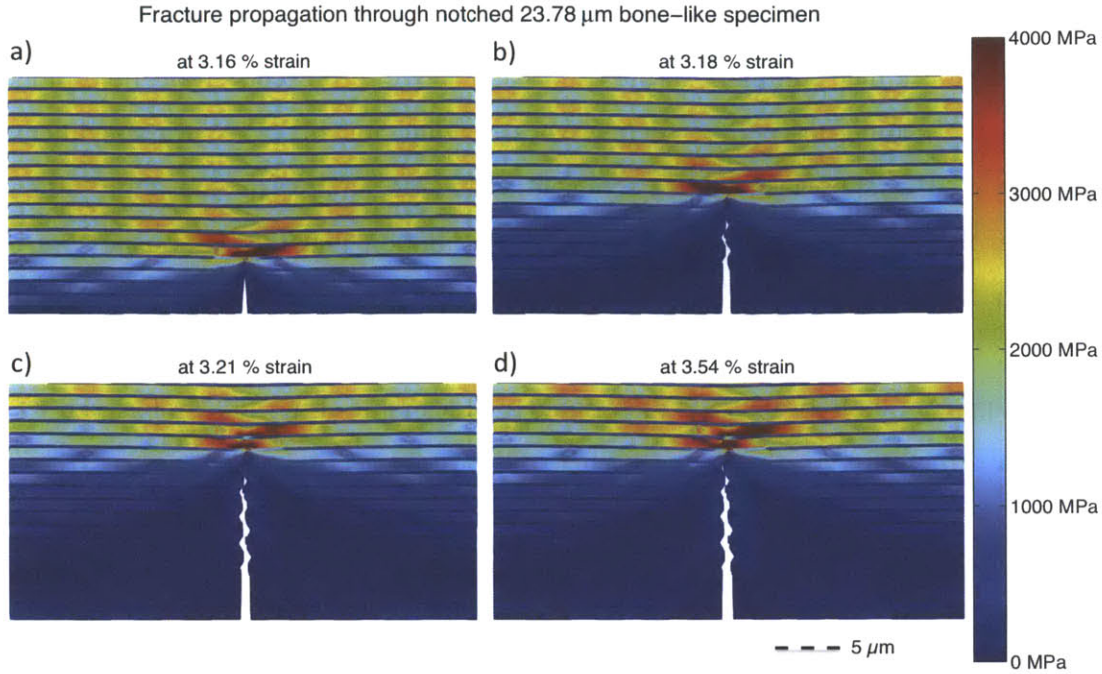 Fracture propagation through notched 23.78 μm bone−like specimen
a)
at 3.16 % strain
b)
at 3.18 % strain
4000 MPa
3000 MPa
2000 MPa
c)
at 3.21 % strain
d)
at 3.54 % strain
1000 MPa
5 μm
0 MPa